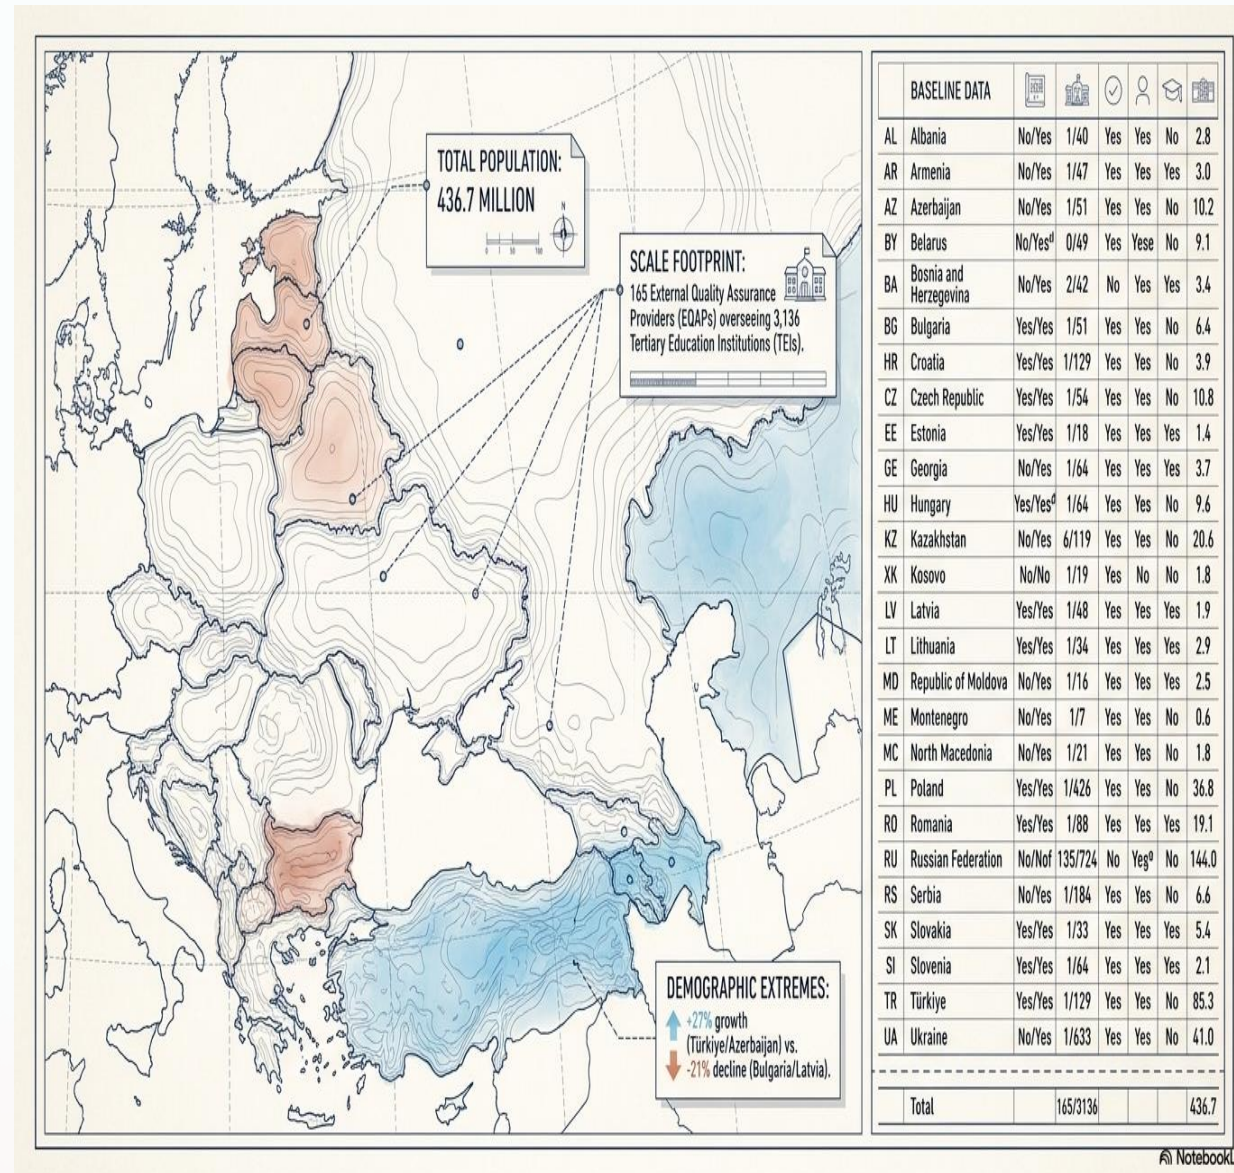 TOTAL POPULATION:
436.7 MILLION
N
SCALE FOOTPRINT:
165 External Quality Assurance
Providers (EQAPs) overseeing 3,136
Tertiary Education Institutions (TEIs).
DEMOGRAPHIC EXTREMES:
+27% growth
(Türkiye/Azerbaijan) vs.
-21% decline (Bulgaria/Latvia).
BASELINE DATA
AL Albania No/Yes 1/40 Yes Yes No 2.8
AR Armenia No/Yes 1/47 Yes Yes Yes 3.0
AZ Azerbaijan No/Yes 1/51 Yes Yes No 10.2
BY Belarus No/Yesᵈ 0/49 Yes Yese No 9.1
BA Bosnia and
Herzegovina No/Yes 2/42 No Yes Yes 3.4
BG Bulgaria Yes/Yes 1/51 Yes Yes No 6.4
HR Croatia Yes/Yes 1/129 Yes Yes No 3.9
CZ Czech Republic Yes/Yes 1/54 Yes Yes No 10.8
EE Estonia Yes/Yes 1/18 Yes Yes Yes 1.4
GE Georgia No/Yes 1/64 Yes Yes Yes 3.7
HU Hungary Yes/Yesᵈ 1/64 Yes Yes No 9.6
KZ Kazakhstan No/Yes 6/119 Yes Yes No 20.6
XK Kosovo No/No 1/19 Yes No No 1.8
LV Latvia Yes/Yes 1/48 Yes Yes Yes 1.9
LT Lithuania Yes/Yes 1/34 Yes Yes Yes 2.9
MD Republic of Moldova No/Yes 1/16 Yes Yes Yes 2.5
ME Montenegro No/Yes 1/7 Yes Yes No 0.6
MC North Macedonia No/Yes 1/21 Yes Yes No 1.8
PL Poland Yes/Yes 1/426 Yes Yes No 36.8
RO Romania Yes/Yes 1/88 Yes Yes Yes 19.1
RU Russian Federation No/Nof 135/724 No Yesᵍ No 144.0
RS Serbia No/Yes 1/184 Yes Yes No 6.6
SK Slovakia Yes/Yes 1/33 Yes Yes Yes 5.4
SI Slovenia Yes/Yes 1/64 Yes Yes Yes 2.1
TR Türkiye Yes/Yes 1/129 Yes Yes No 85.3
UA Ukraine No/Yes 1/633 Yes Yes No 41.0
Total 165/3136 436.7
NotebookL